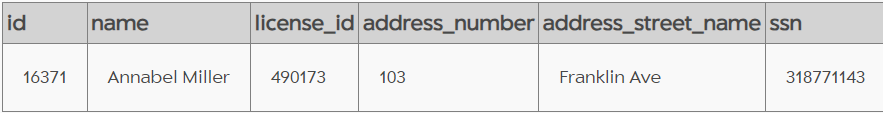 id name license_id address_number address_street_name ssn
16371 Annabel Miller 490173 103 Franklin Ave 318771143